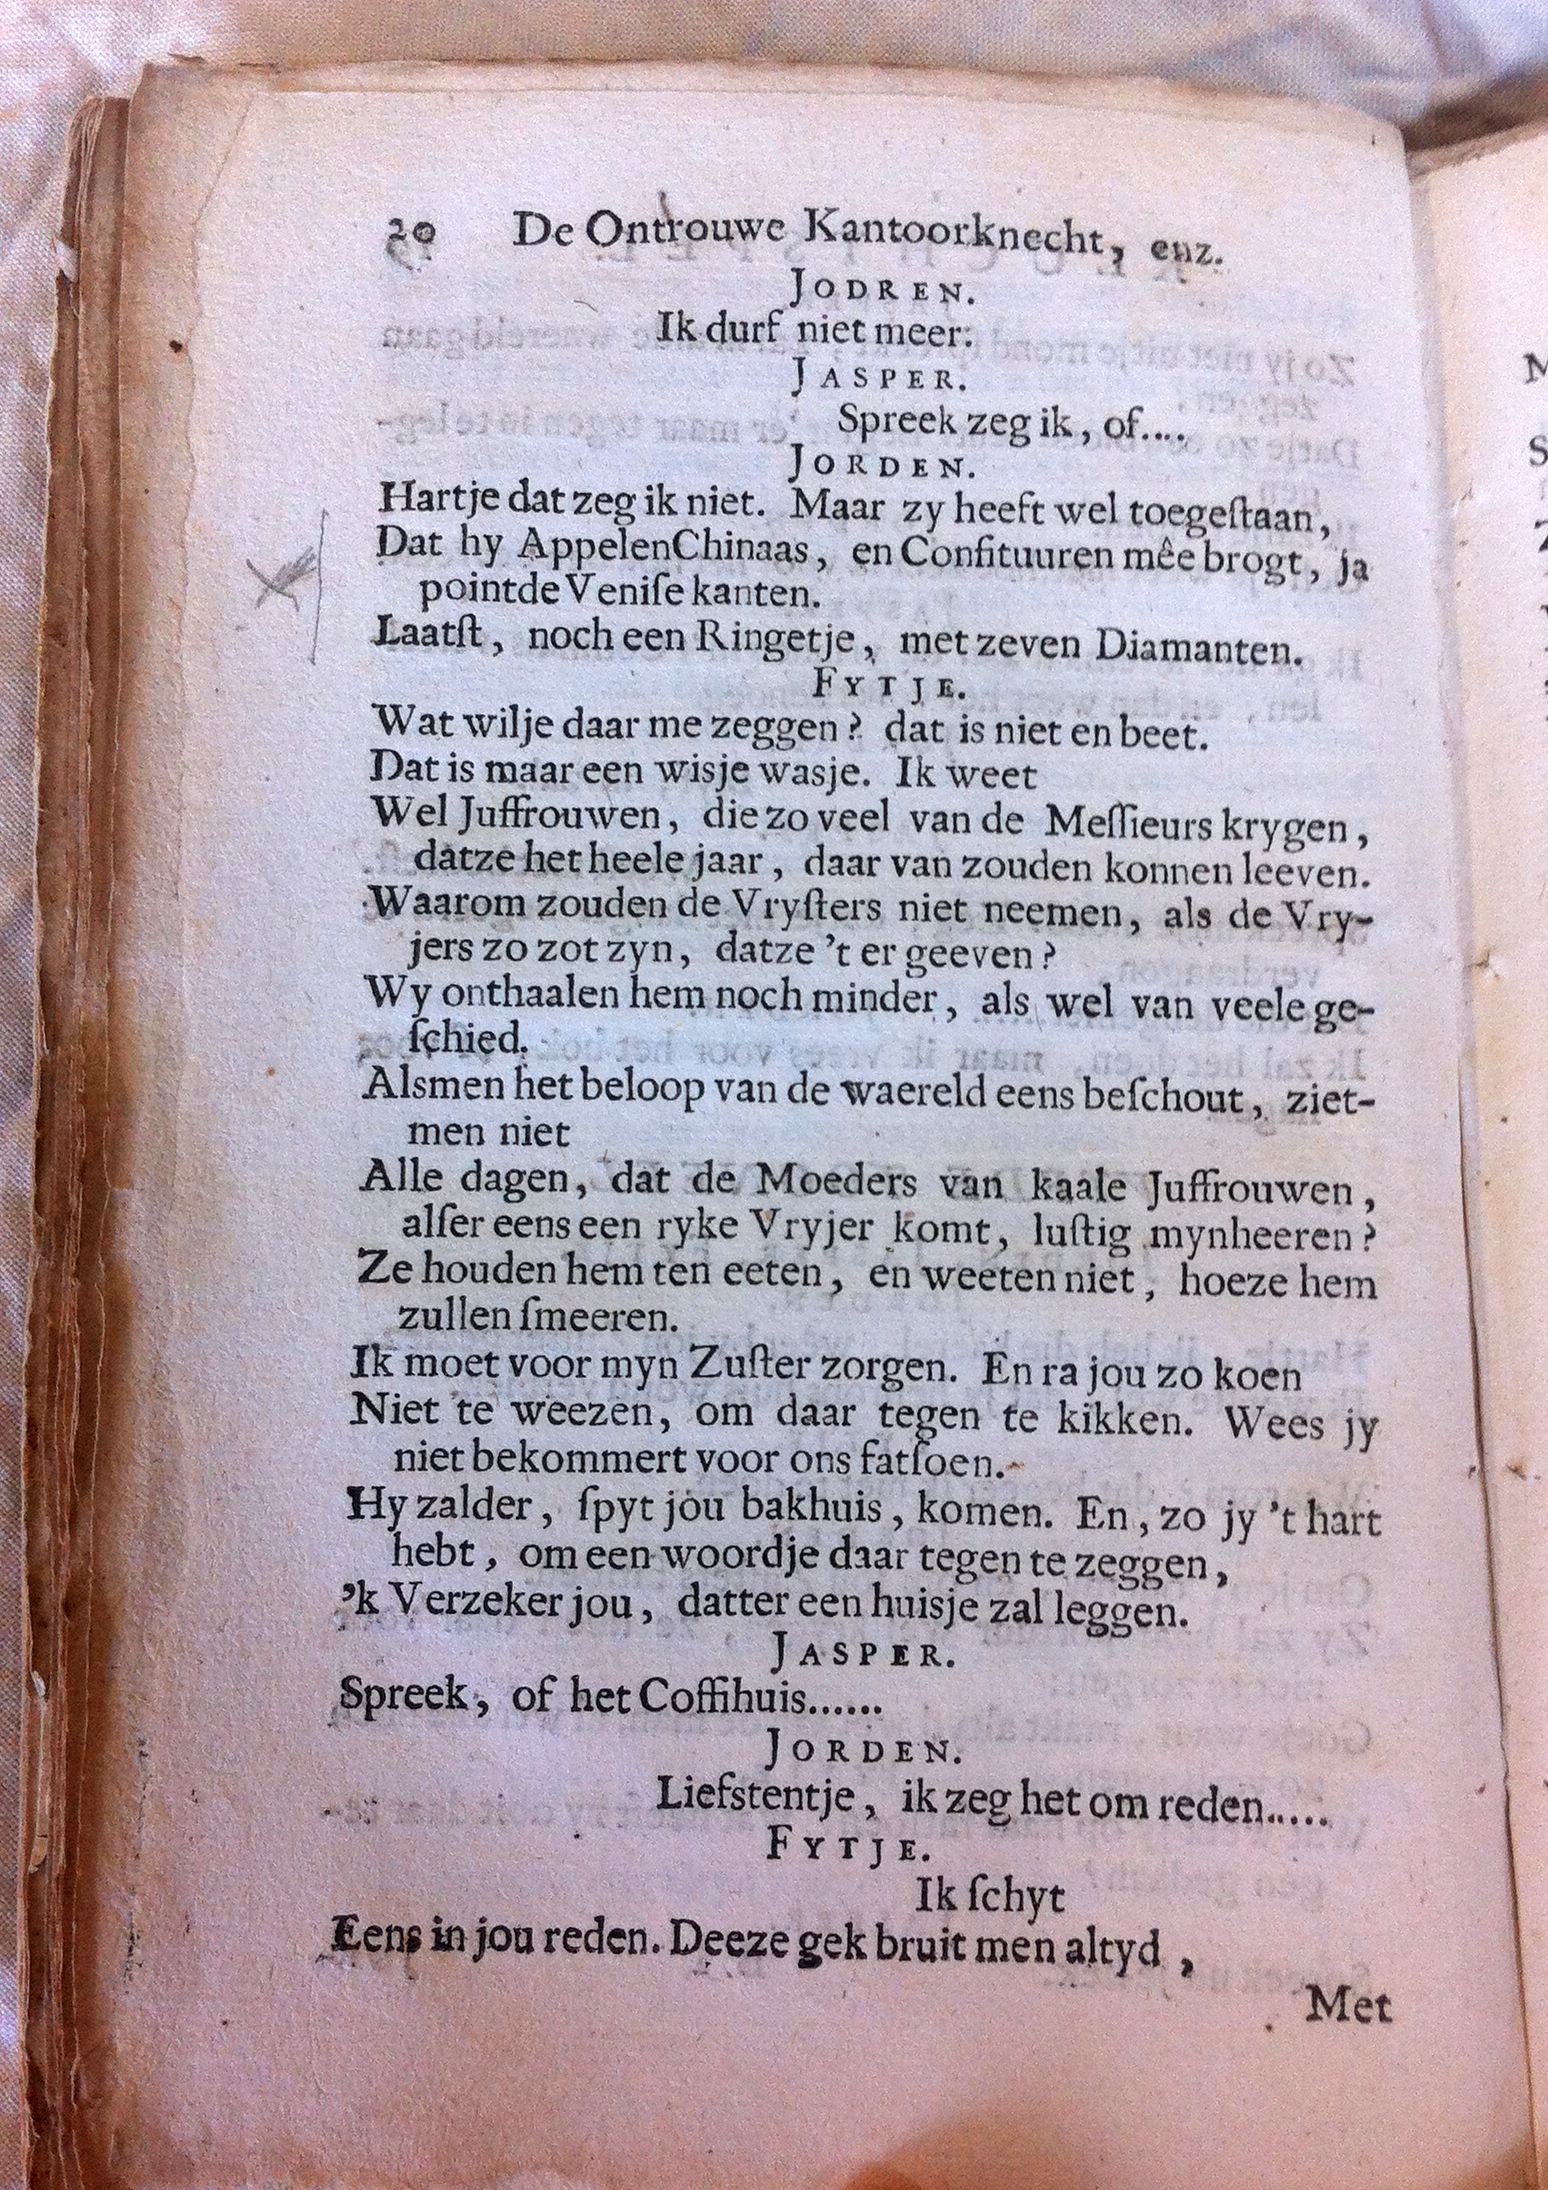 20 De Ontrouwe Kantoorknecht, enz.
JODREN.
Ik durf niet meer.
JASPER.
Spreek zeg ik, of....
JORDEN.
Hartje dat zeg ik niet. Maar zy heeft wel toegeſtaan,
Dat hy AppelenChinaas, en Confituuren mêe brogt, ja
pointde Veniſe kanten.
Laatſt, noch een Ringetje, met zeven Diamanten.
FYTJE.
Wat wilje daar me zeggen? dat is niet en beet.
Dat is maar een wisje wasje. Ik weet
Wel Juffrouwen, die zo veel van de Meſſieurs krygen,
datze het heele jaar, daar van zouden konnen leeven.
Waarom zouden de Vryſters niet neemen, als de Vry-
jers zo zot zyn, datze 't er geeven?
Wy onthaalen hem noch minder, als wel van veele ge-
ſchied.
Alsmen het beloop van de waereld eens beſchout, ziet-
men niet
Alle dagen, dat de Moeders van kaale Juffrouwen,
alſer eens een ryke Vryjer komt, luſtig mynheeren?
Ze houden hem ten eeten, en weeten niet, hoeze hem
zullen ſmeeren.
Ik moet voor myn Zuſter zorgen. En ra jou zo koen
Niet te weezen, om daar tegen te kikken. Wees jy
niet bekommert voor ons fatſoen.
Hy zalder, ſpyt jou bakhuis, komen. En, zo jy 't hart
hebt, om een woordje daar tegen te zeggen,
'k Verzeker jou, datter een huisje zal leggen.
JASPER.
Spreek, of het Coffihuis......
JORDEN.
Liefstentje, ik zeg het om reden.....
FYTJE.
Ik ſchyt
Eens in jou reden. Deeze gek bruit men altyd,
Met